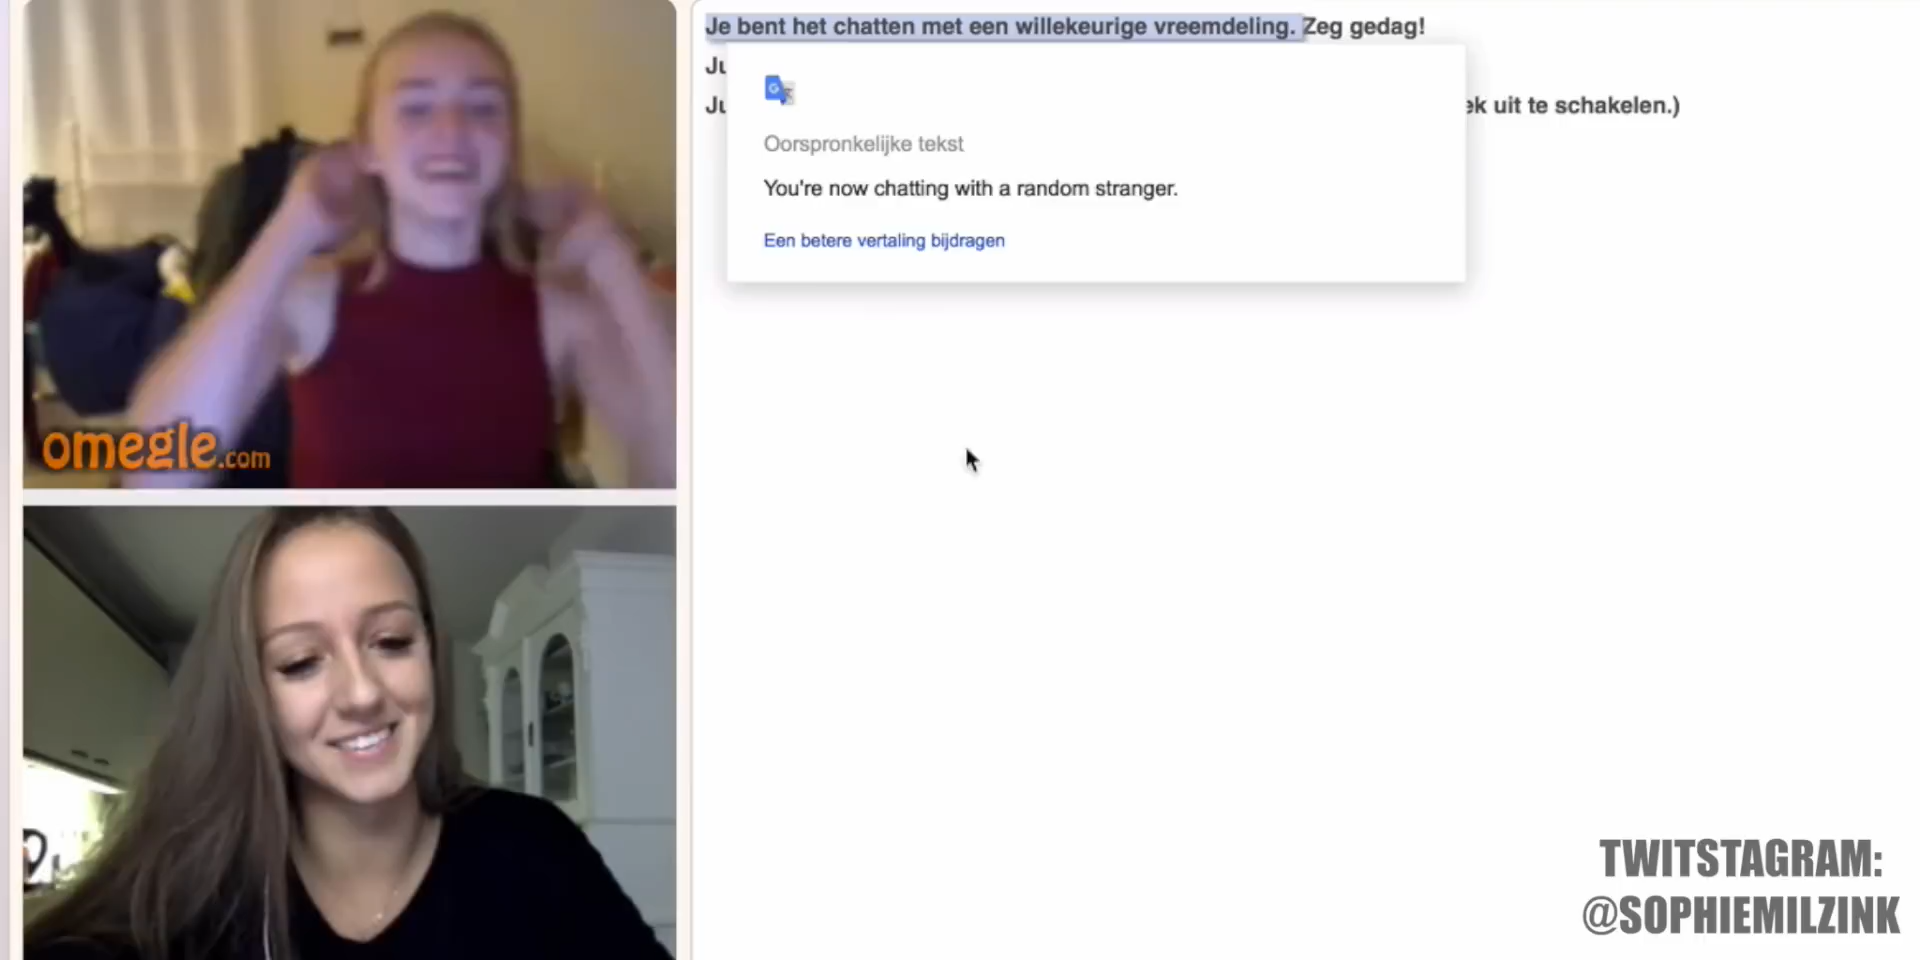 Je bent het chatten met een willekeurige vreemdeling. Zeg gedag!
Oorspronkelijke tekst
You're now chatting with a random stranger.
Een betere vertaling bijdragen
uit te schakelen.)
omegle.com
TWITSTAGRAM:
@SOPHIEMILZINK